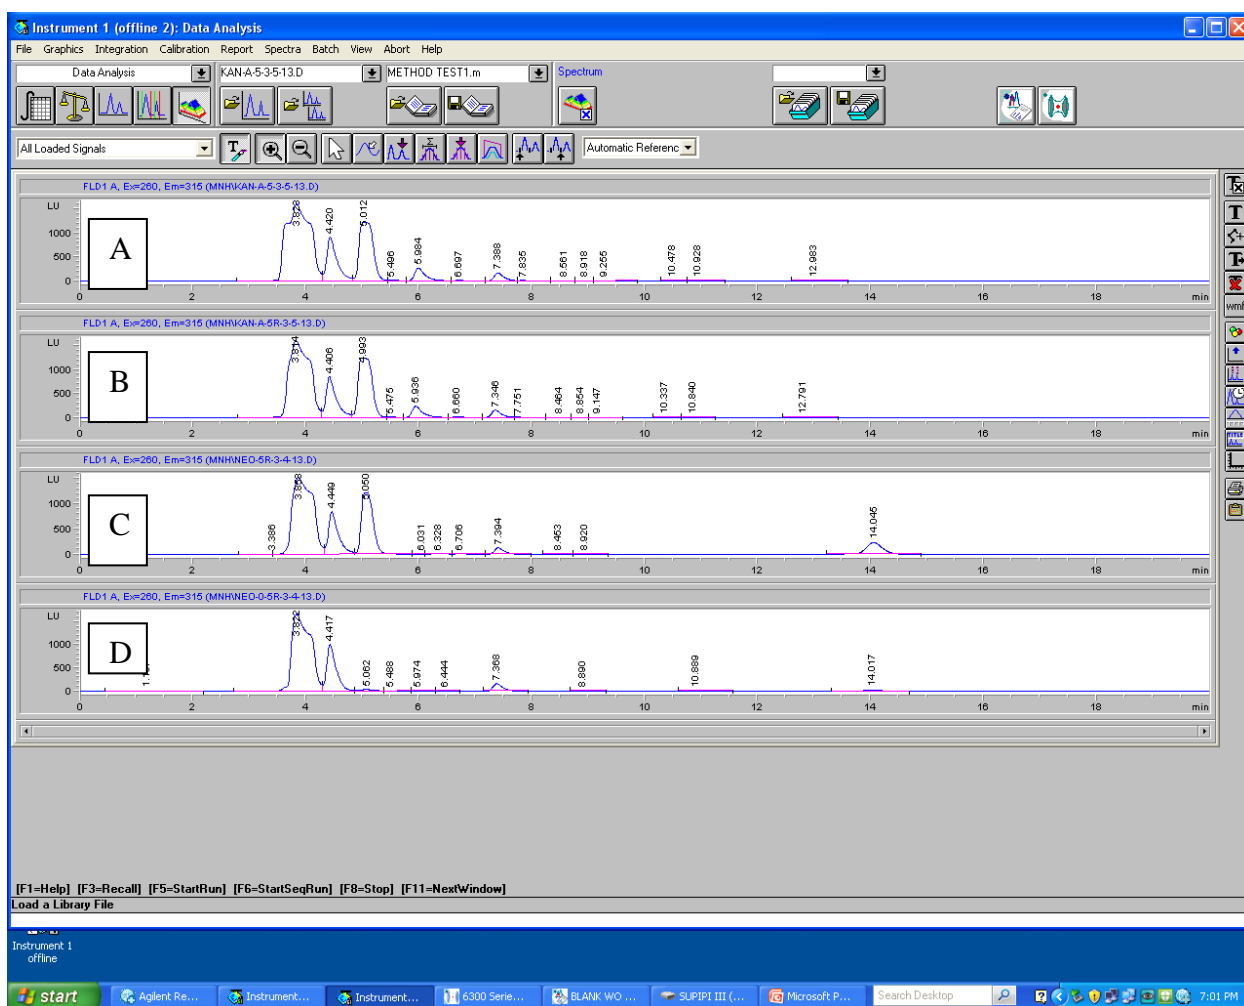 Instrument 1 (offline 2): Data Analysis
File Graphics Integration Calibration Report Spectra Batch View Abort Help
Data Analysis KAN-A-5-3-5-13.D METHOD TEST1.m Spectrum
All Loaded Signals Automatic Referenc
FLD1 A, Ex=260, Em=315 (MNH\KAN-A-5-3-5-13.D)
LU
1000
500
0
A
3.828 4.420 5.012 5.496 5.984 6.697 7.388 7.835 8.561 8.918 9.255 10.478 10.928 12.983
0 2 4 6 8 10 12 14 16 18 min
FLD1 A, Ex=260, Em=315 (MNH\KAN-A-5R-3-5-13.D)
LU
1000
500
0
B
3.814 4.406 4.993 5.475 5.936 6.660 7.346 7.751 8.464 8.854 9.147 10.337 10.840 12.791
0 2 4 6 8 10 12 14 16 18 min
FLD1 A, Ex=260, Em=315 (MNH\NEO-5R-3-4-13.D)
LU
1000
500
0
C
3.386 3.858 4.449 5.050 6.031 6.328 6.706 7.394 8.453 8.920 14.045
0 2 4 6 8 10 12 14 16 18 min
FLD1 A, Ex=260, Em=315 (MNH\NEO-0-5R-3-4-13.D)
LU
1000
500
0
D
3.822 4.417 5.062 5.488 5.974 6.444 7.368 8.890 10.889 14.017
0 2 4 6 8 10 12 14 16 18 min
[F1=Help] [F3=Recall] [F5=StartRun] [F6=StartSeqRun] [F8=Stop] [F11=NextWindow]
Load a Library File
Instrument 1
offline
start Agilent Re... Instrument... Instrument... 6300 Serie... BLANK WO ... SUPIPI III (... Microsoft P... Search Desktop 7:01 PM